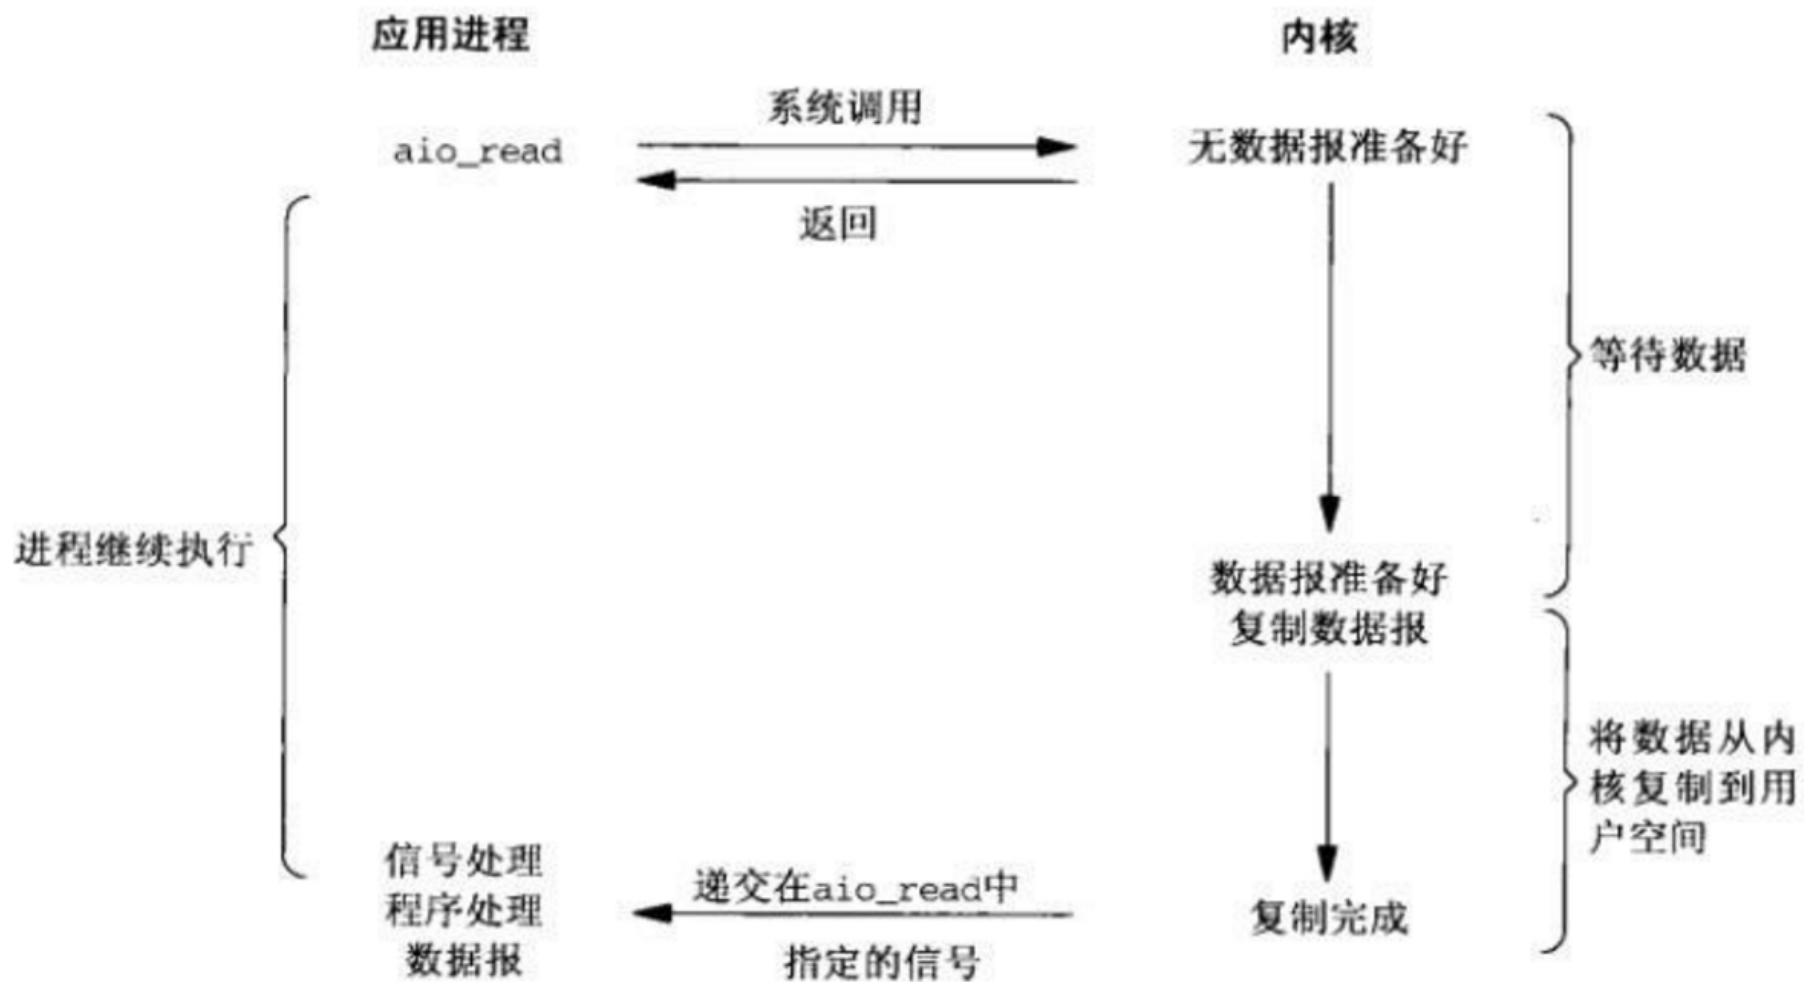 应用进程
内核
系统调用
aio_read
无数据报准备好
返回
等待数据
进程继续执行
数据报准备好
复制数据报
将数据从内
核复制到用
户空间
信号处理
程序处理
数据报
递交在aio_read中
指定的信号
复制完成